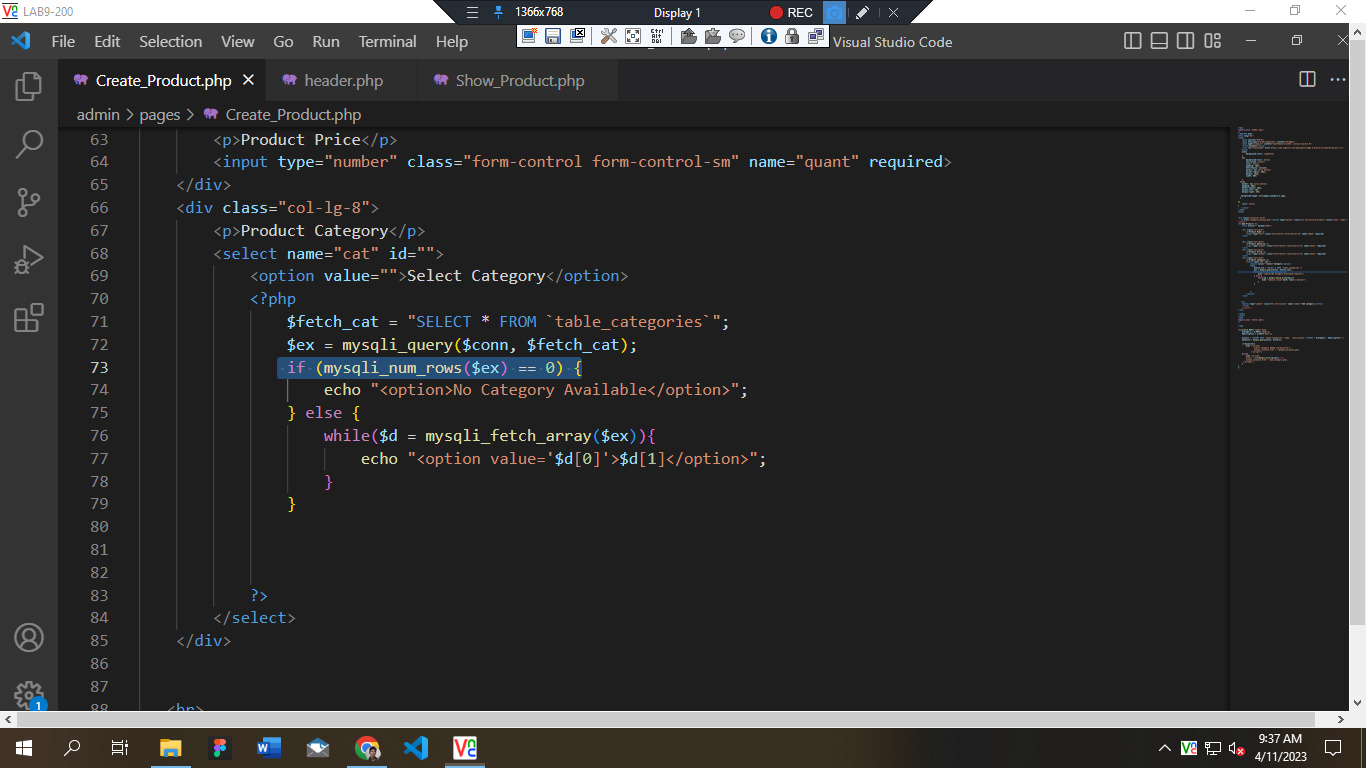 LAB9-200
1366x768 Display 1 REC
File Edit Selection View Go Run Terminal Help Visual Studio Code
Ctrl
Alt
Del
Create_Product.php header.php Show_Product.php
admin > pages > Create_Product.php
63 <p>Product Price</p>
64 <input type="number" class="form-control form-control-sm" name="quant" required>
65 </div>
66 <div class="col-lg-8">
67 <p>Product Category</p>
68 <select name="cat" id="">
69 <option value="">Select Category</option>
70 <?php
71 $fetch_cat = "SELECT * FROM `table_categories`";
72 $ex = mysqli_query($conn, $fetch_cat);
73 if (mysqli_num_rows($ex) == 0) {
74 echo "<option>No Category Available</option>";
75 } else {
76 while($d = mysqli_fetch_array($ex)){
77 echo "<option value='$d[0]'>$d[1]</option>";
78 }
79 }
80
81
82
83 ?>
84 </select>
85 </div>
86
87
88 <br>
1
9:37 AM
4/11/2023